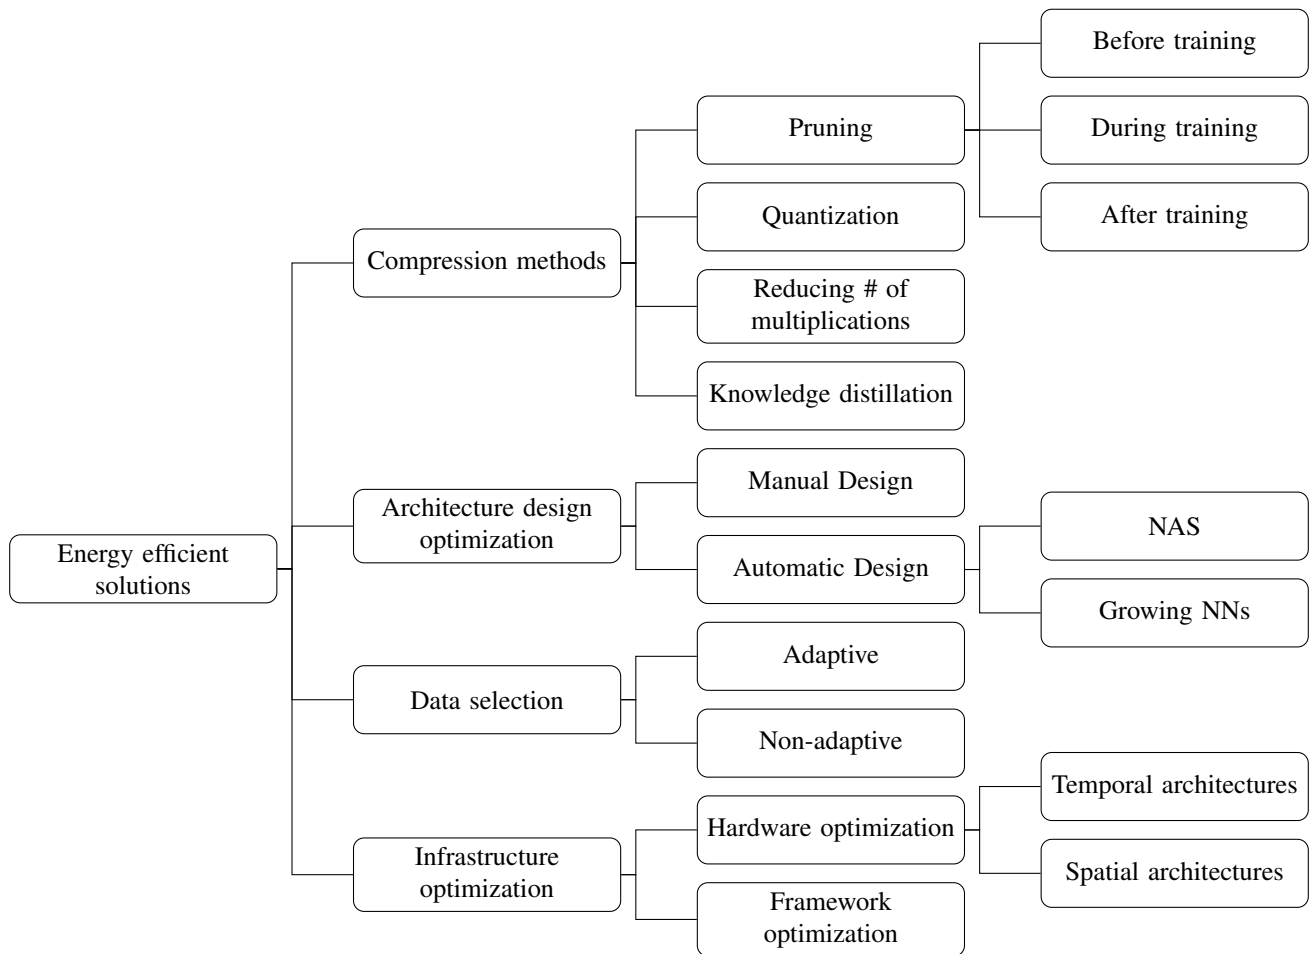 Energy efficient
solutions
Compression methods
Pruning
Before training
During training
After training
Quantization
Reducing # of
multiplications
Knowledge distillation
Architecture design
optimization
Manual Design
Automatic Design
NAS
Growing NNs
Data selection
Adaptive
Non-adaptive
Infrastructure
optimization
Hardware optimization
Temporal architectures
Spatial architectures
Framework
optimization